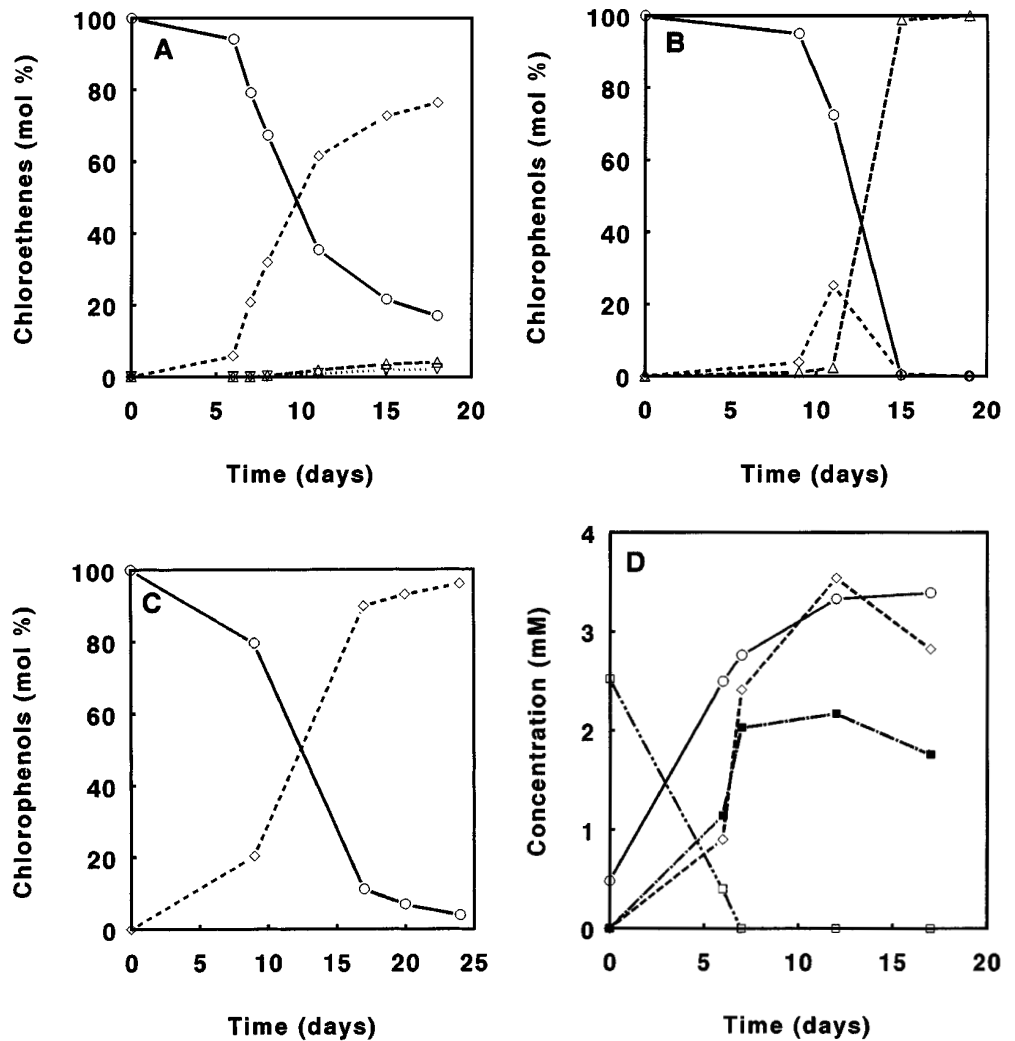 A
Chloroethenes (mol %)
100
80
60
40
20
0
0 5 10 15 20
Time (days)
B
Chlorophenols (mol %)
100
80
60
40
20
0
0 5 10 15 20
Time (days)
C
Chlorophenols (mol %)
100
80
60
40
20
0
0 5 10 15 20 25
Time (days)
D
Concentration (mM)
4
3
2
1
0
0 5 10 15 20
Time (days)